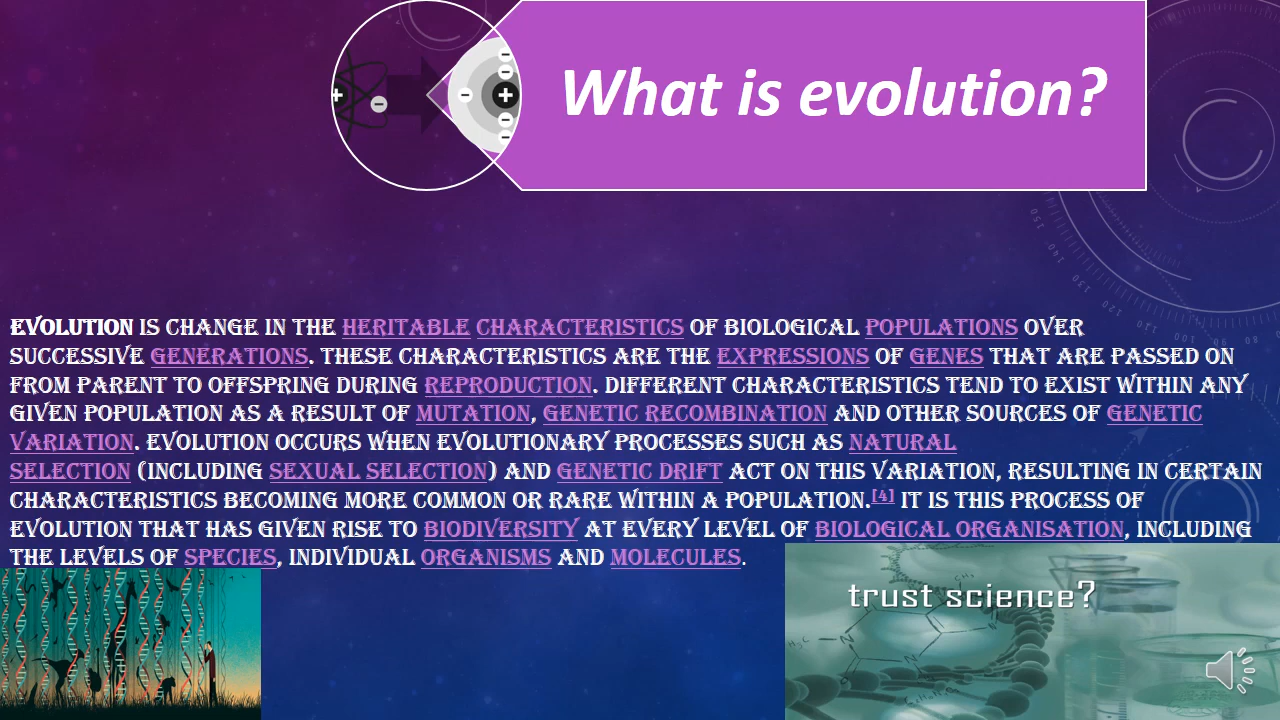 What is evolution?
EVOLUTION IS CHANGE IN THE HERITABLE CHARACTERISTICS OF BIOLOGICAL POPULATIONS OVER
SUCCESSIVE GENERATIONS. THESE CHARACTERISTICS ARE THE EXPRESSIONS OF GENES THAT ARE PASSED ON
FROM PARENT TO OFFSPRING DURING REPRODUCTION. DIFFERENT CHARACTERISTICS TEND TO EXIST WITHIN ANY
GIVEN POPULATION AS A RESULT OF MUTATION, GENETIC RECOMBINATION AND OTHER SOURCES OF GENETIC
VARIATION. EVOLUTION OCCURS WHEN EVOLUTIONARY PROCESSES SUCH AS NATURAL
SELECTION (INCLUDING SEXUAL SELECTION) AND GENETIC DRIFT ACT ON THIS VARIATION, RESULTING IN CERTAIN
CHARACTERISTICS BECOMING MORE COMMON OR RARE WITHIN A POPULATION.[4] IT IS THIS PROCESS OF
EVOLUTION THAT HAS GIVEN RISE TO BIODIVERSITY AT EVERY LEVEL OF BIOLOGICAL ORGANISATION, INCLUDING
THE LEVELS OF SPECIES, INDIVIDUAL ORGANISMS AND MOLECULES.
trust science?